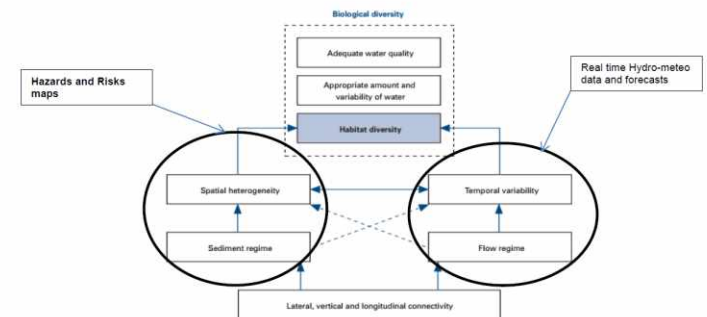 Biological diversity
Adequate water quality
Hazards and Risks
maps
Real time Hydro-meteo
data and forecasts
Appropriate amount and
variability of water
Habitat diversity
Spatial heterogeneity
Temporal variability
Sediment regime
Flow regime
Lateral, vertical and longitudinal connectivity